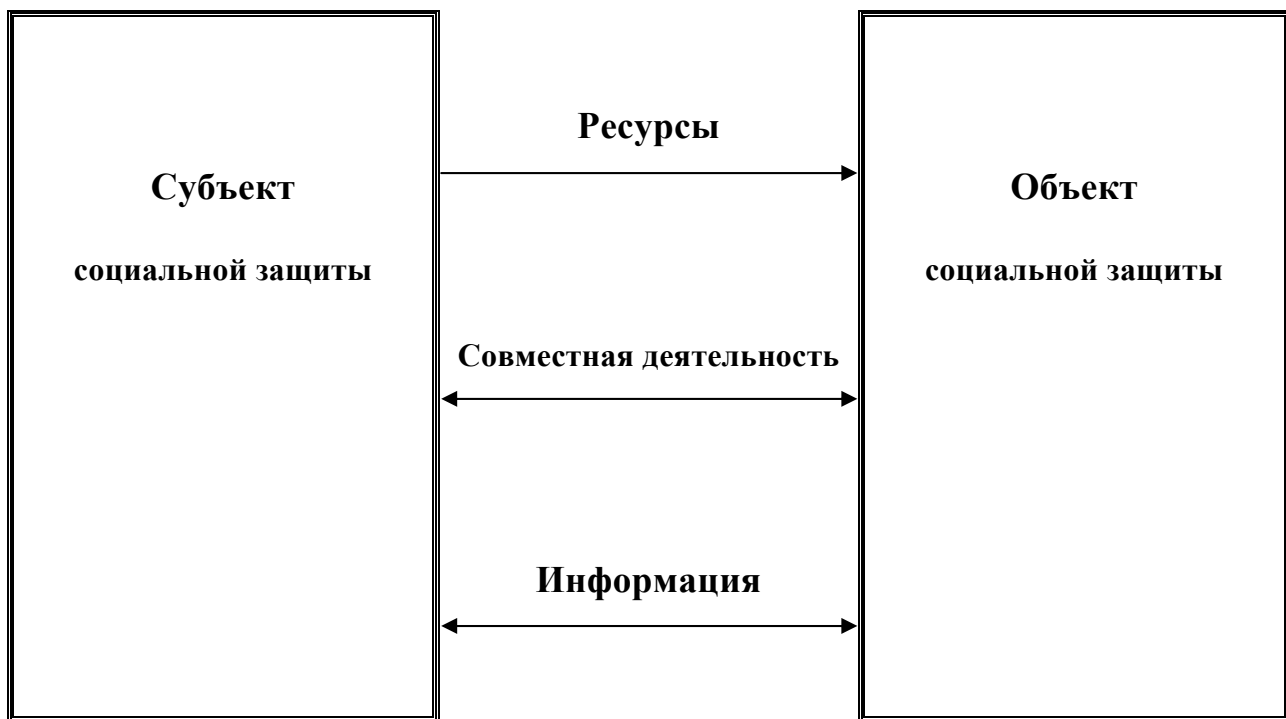 Субъект
социальной защиты
Ресурсы
Совместная деятельность
Информация
Объект
социальной защиты